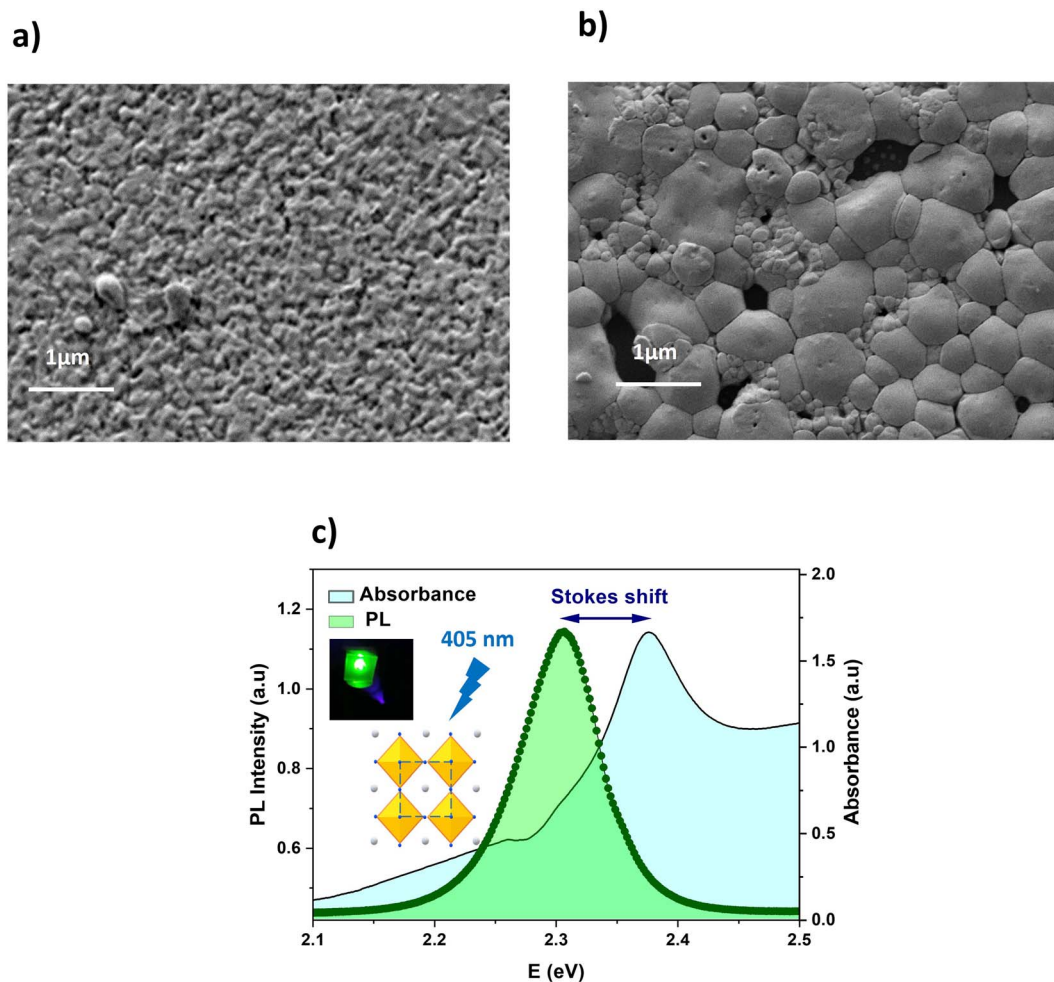 a)
b)
1μm
1μm
c)
Absorbance
PL
Stokes shift
405 nm
PL Intensity (a.u)
1.2
1.0
0.8
0.6
2.0
1.5
1.0
0.5
0.0
Absorbance (a.u)
2.1 2.2 2.3 2.4 2.5
E (eV)